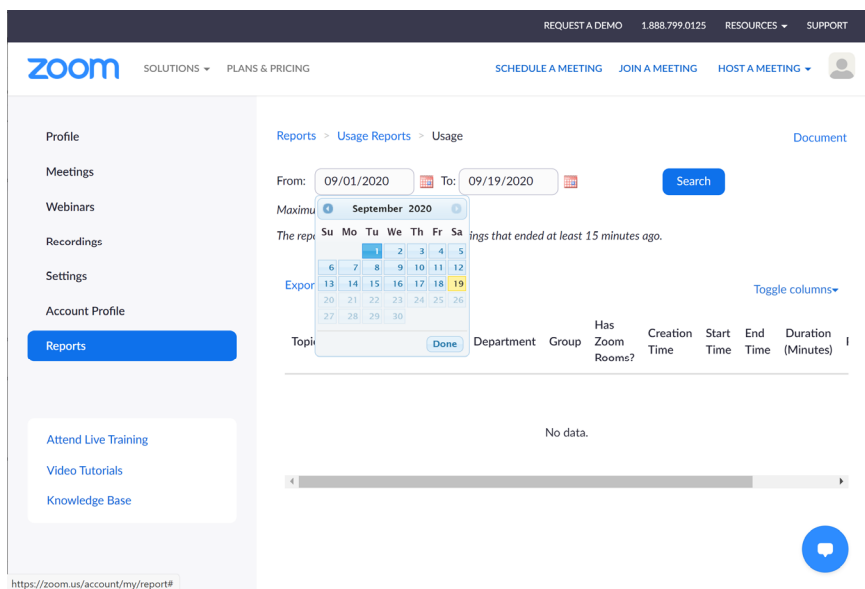 REQUEST A DEMO 1.888.799.0125 RESOURCES SUPPORT
zoom SOLUTIONS PLANS & PRICING SCHEDULE A MEETING JOIN A MEETING HOST A MEETING
Profile
Meetings
Webinars
Recordings
Settings
Account Profile
Reports
Attend Live Training
Video Tutorials
Knowledge Base
Reports > Usage Reports > Usage
Document
From: 09/01/2020 To: 09/19/2020 Search
September 2020
Su Mo Tu We Th Fr Sa
1 2 3 4 5
6 7 8 9 10 11 12
13 14 15 16 17 18 19
20 21 22 23 24 25 26
27 28 29 30
Done
The ings that ended at least 15 minutes ago.
Toggle columns
Department Group Has Zoom Rooms? Creation Time Start Time End Time Duration (Minutes)
No data.
https://zoom.us/account/my/report#